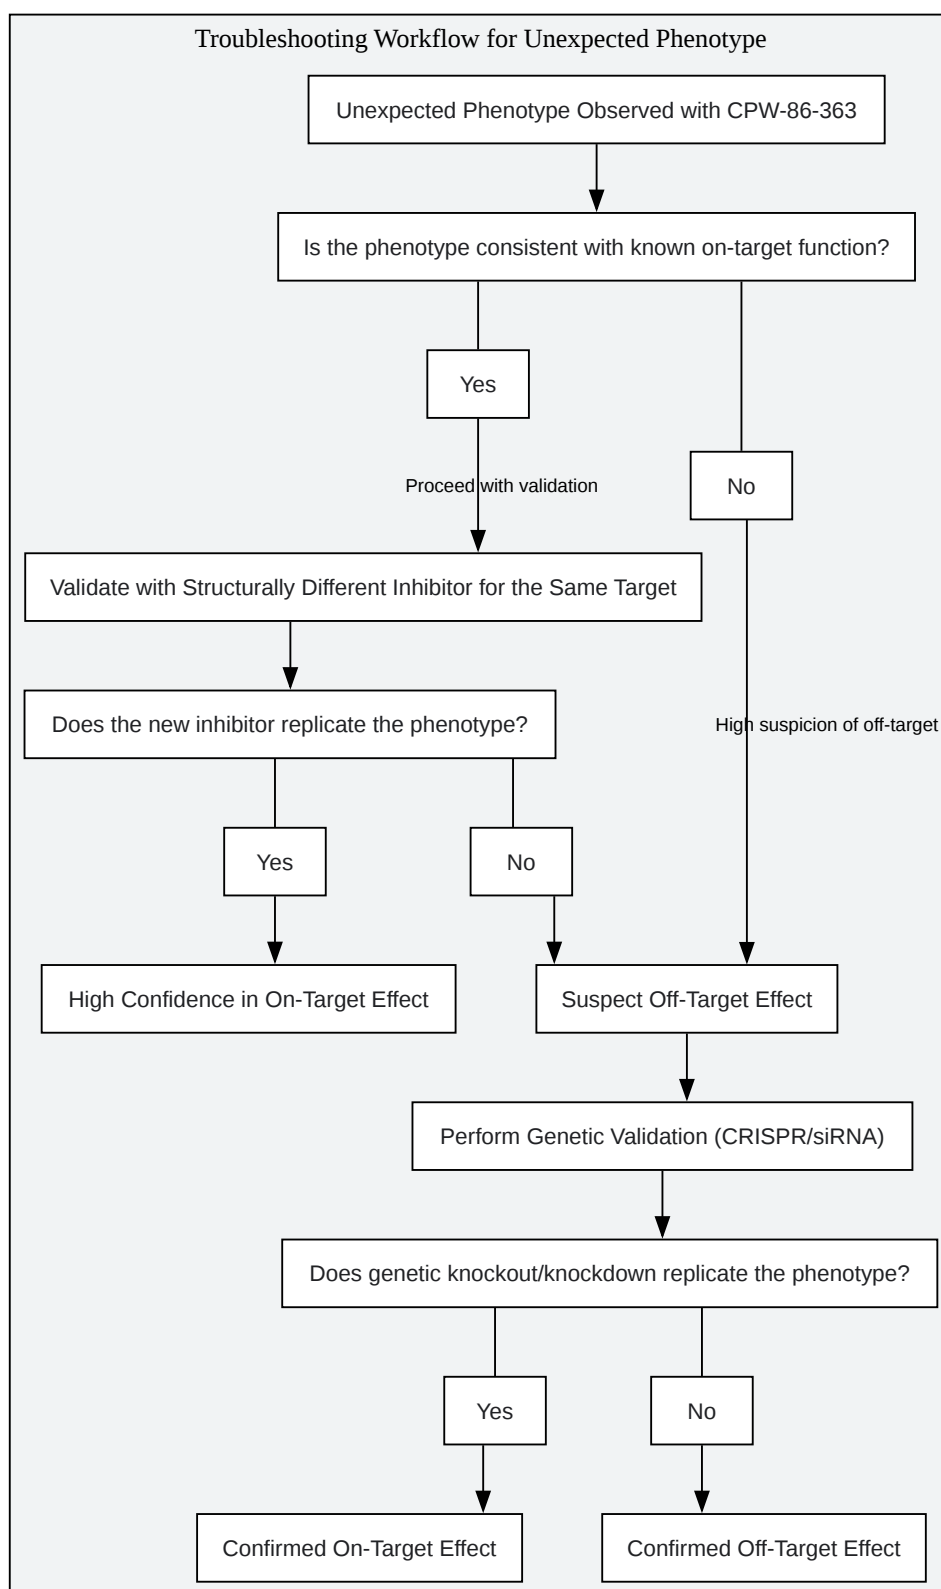 Troubleshooting Workflow for Unexpected Phenotype
Unexpected Phenotype Observed with CPW-86-363
Is the phenotype consistent with known on-target function?
Yes
No
Proceed with validation
Validate with Structurally Different Inhibitor for the Same Target
Does the new inhibitor replicate the phenotype?
High suspicion of off-target
Yes
No
High Confidence in On-Target Effect
Suspect Off-Target Effect
Perform Genetic Validation (CRISPR/siRNA)
Does genetic knockout/knockdown replicate the phenotype?
Yes
No
Confirmed On-Target Effect
Confirmed Off-Target Effect